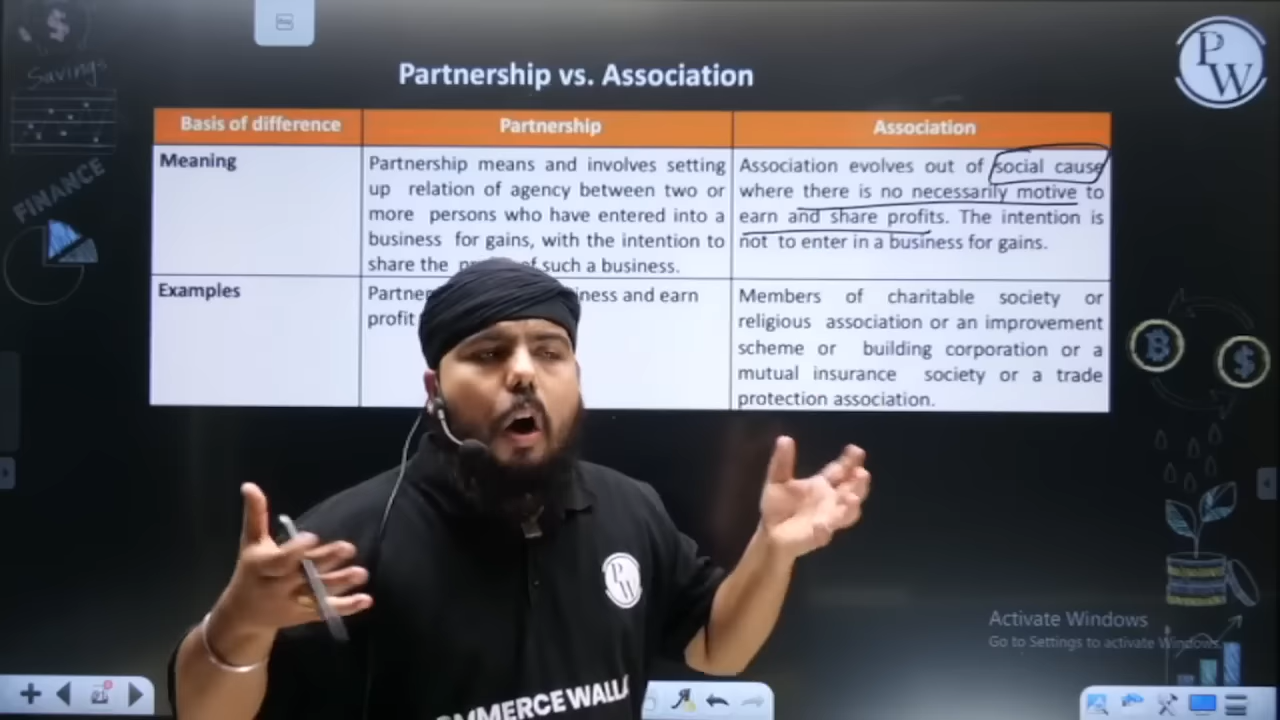 Savings
FINANCE
Partnership vs. Association
PW
Basis of difference
Partnership
Association
Meaning
Partnership means and involves setting
up relation of agency between two or
more persons who have entered into a
business for gains, with the intention to
share the of such a business.
Association evolves out of social cause
where there is no necessarily motive to
earn and share profits. The intention is
not to enter in a business for gains.
Examples
and earn
profit
Members of charitable society or
religious association or an improvement
scheme or building corporation or a
mutual insurance society or a trade
protection association.
PW
Activate Windows
Go to Settings to activate Windows.